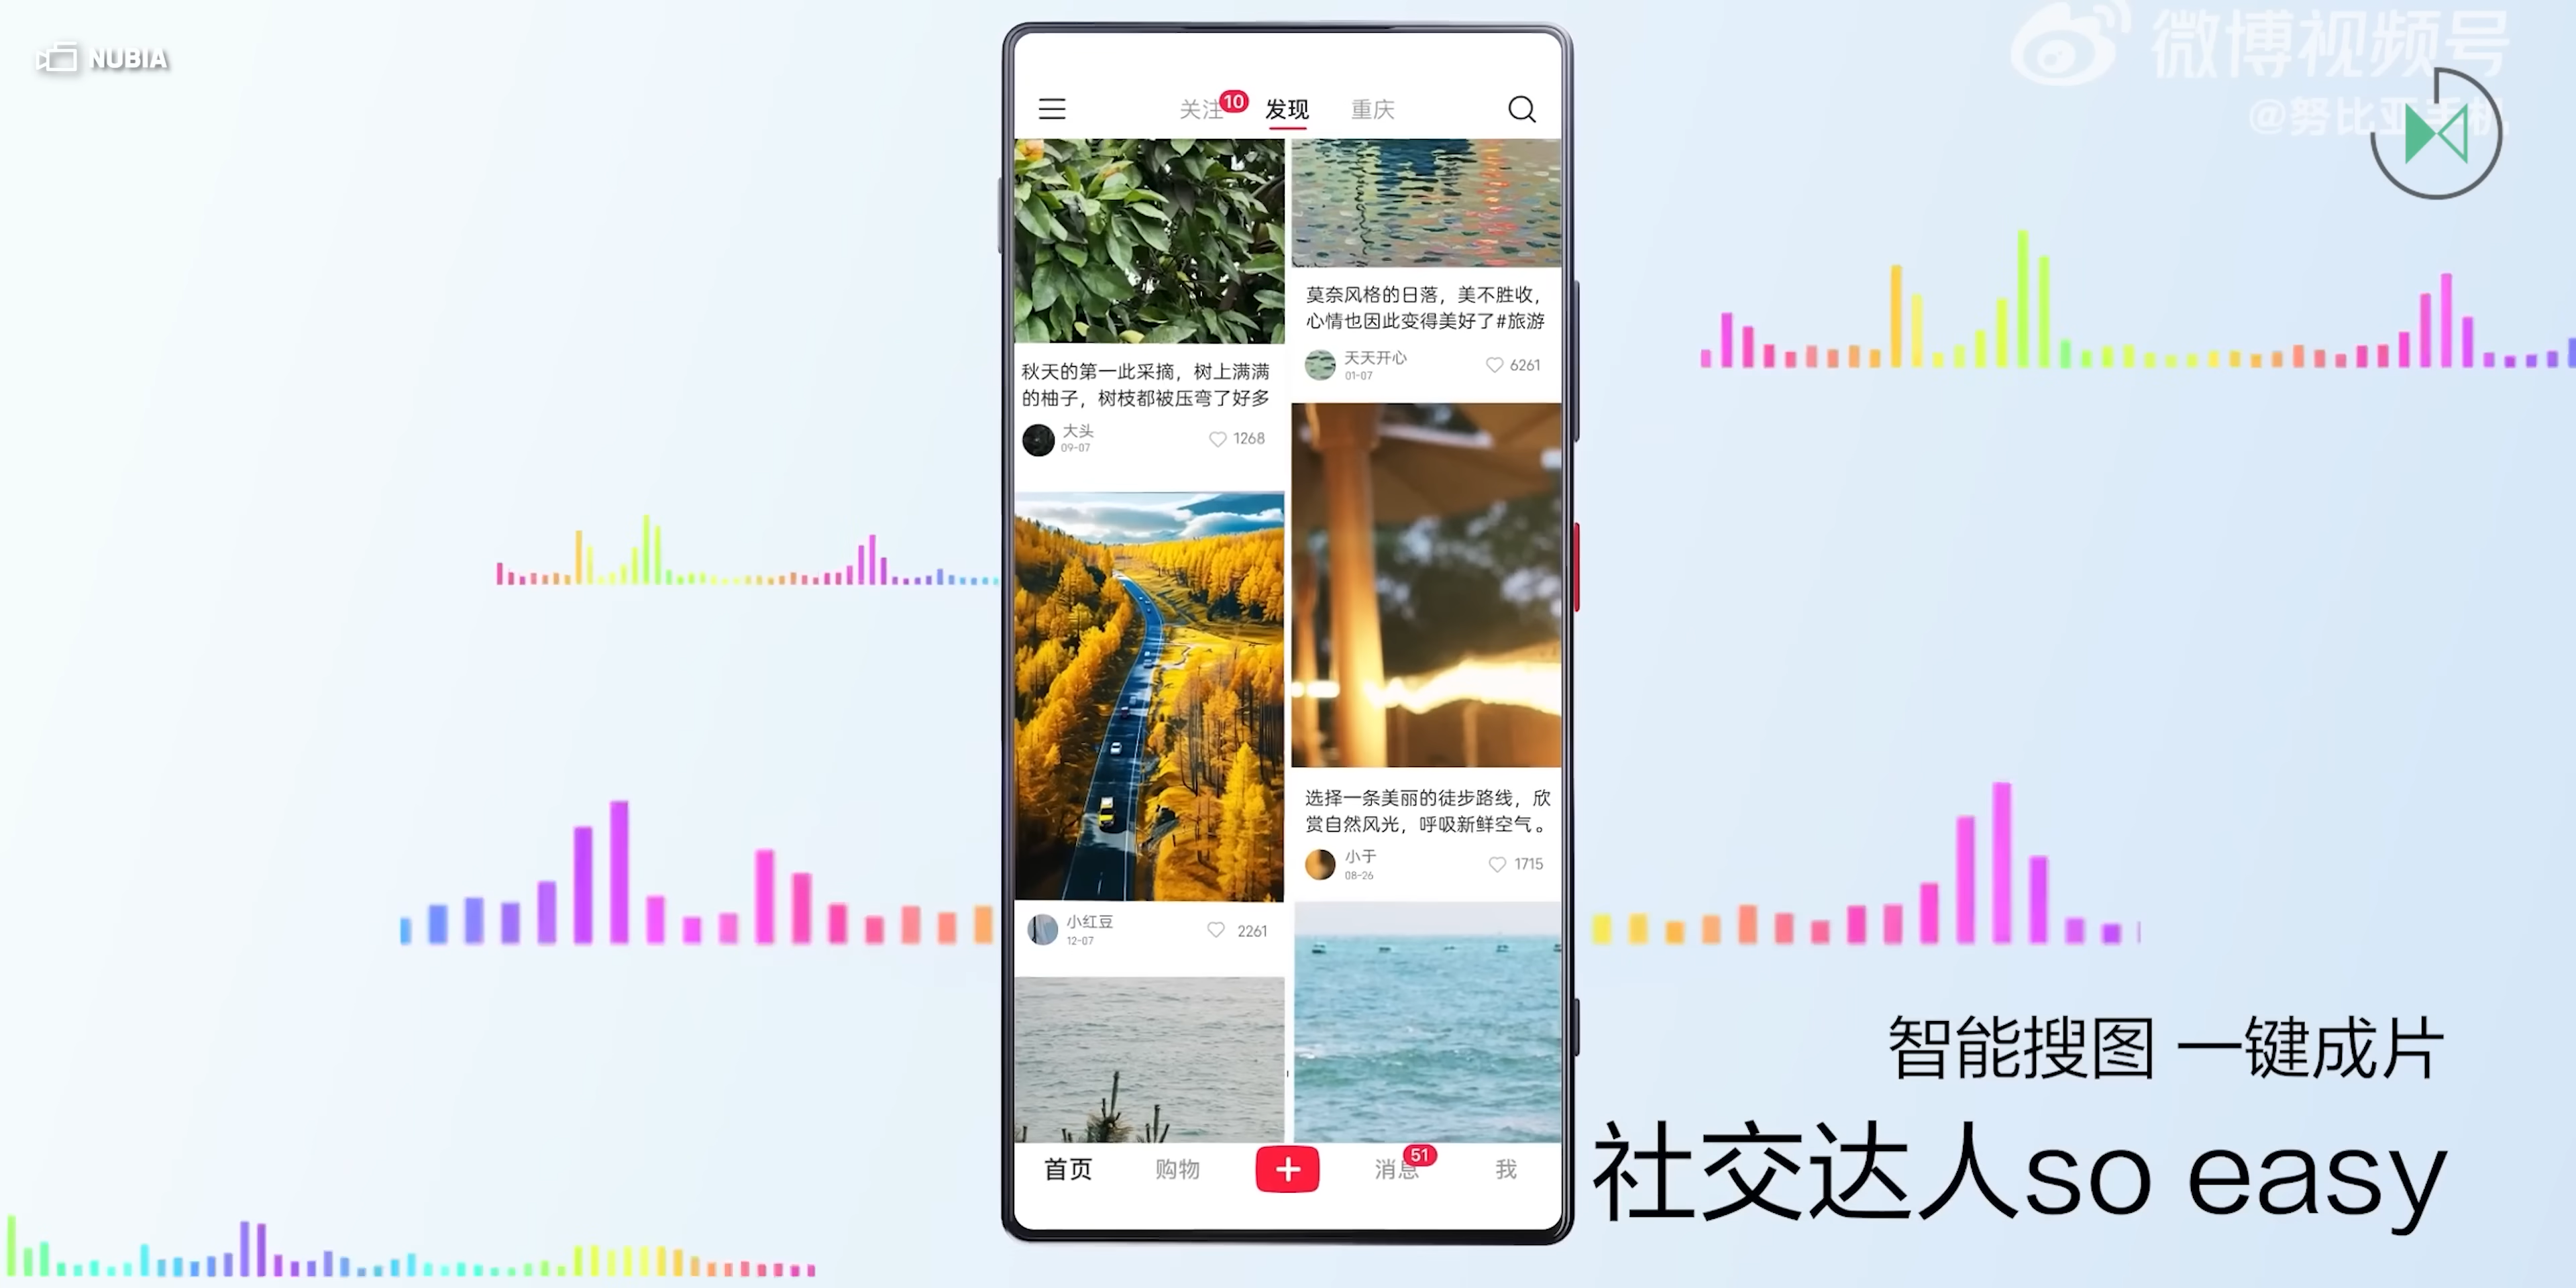 NUBIA
微博视频号
@努比亚手机
关注 10 发现 重庆
秋天的第一此采摘，树上满满
的柚子，树枝都被压弯了好多
大头
09-07
1268
小红豆
12-07
2261
莫奈风格的日落，美不胜收，
心情也因此变得美好了#旅游
天天开心
01-07
6261
选择一条美丽的徒步路线，欣
赏自然风光，呼吸新鲜空气。
小于
08-26
1715
首页 购物 消息 51 我
智能搜图 一键成片
社交达人so easy